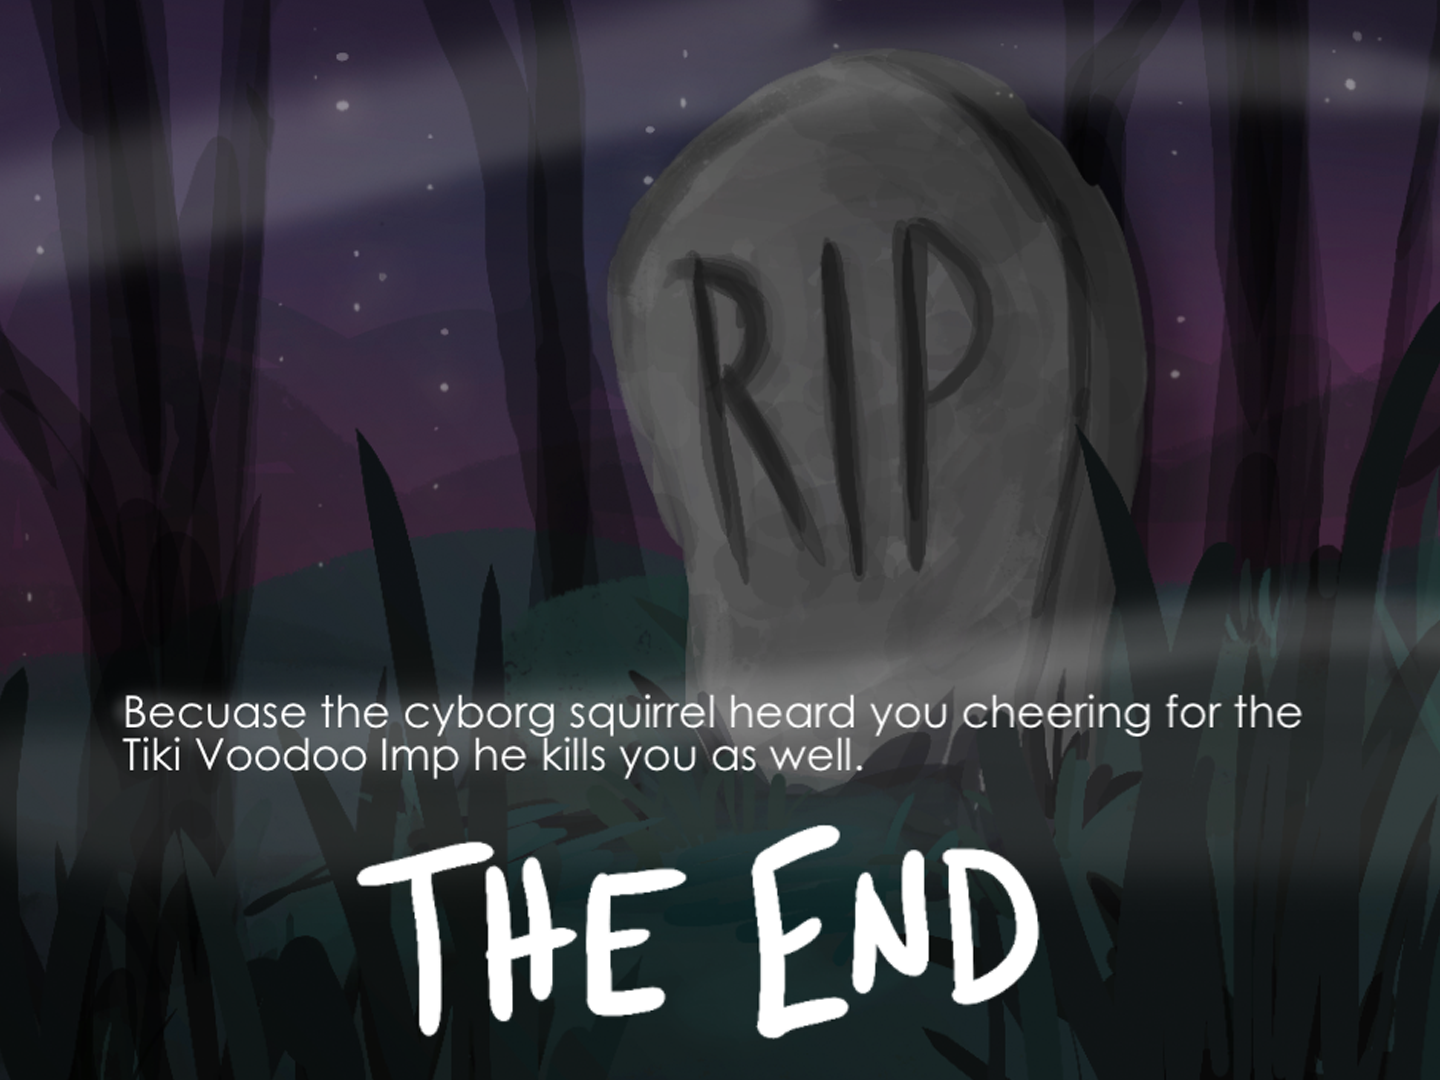 RIP
Becuase the cyborg squirrel heard you cheering for the
Tiki Voodoo Imp he kills you as well.
THE END